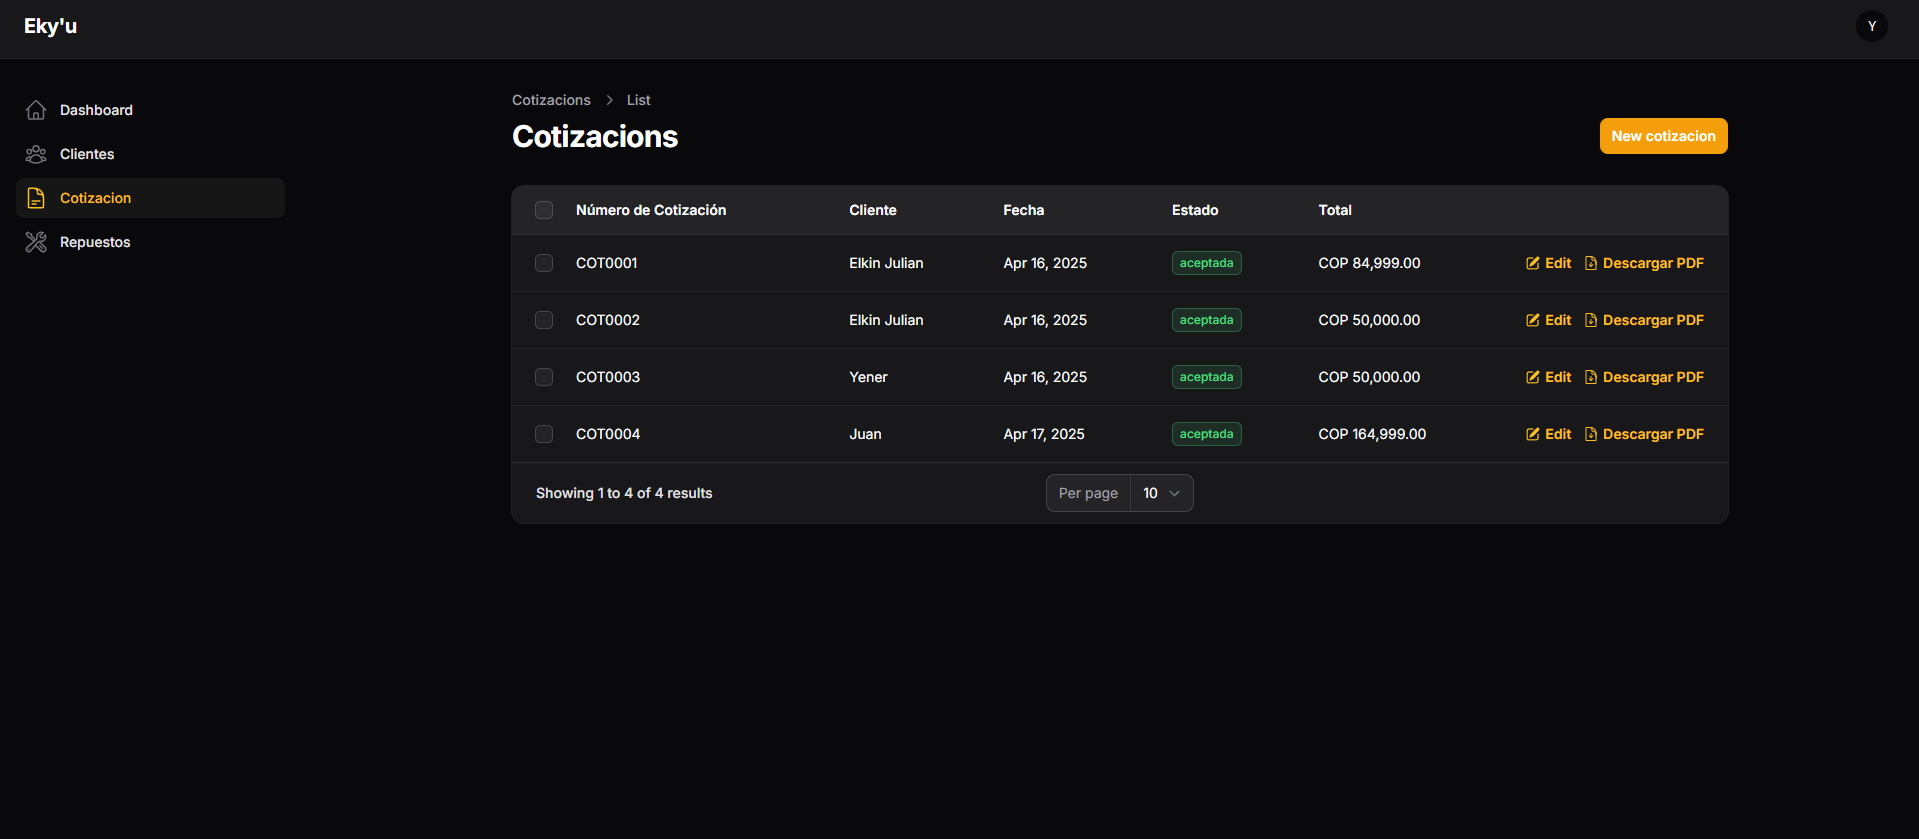 Eky'u
Y
Dashboard
Clientes
Cotizacion
Repuestos
Cotizacions > List
Cotizacions
New cotizacion
Número de Cotización Cliente Fecha Estado Total
COT0001 Elkin Julian Apr 16, 2025 aceptada COP 84,999.00 Edit Descargar PDF
COT0002 Elkin Julian Apr 16, 2025 aceptada COP 50,000.00 Edit Descargar PDF
COT0003 Yener Apr 16, 2025 aceptada COP 50,000.00 Edit Descargar PDF
COT0004 Juan Apr 17, 2025 aceptada COP 164,999.00 Edit Descargar PDF
Showing 1 to 4 of 4 results Per page 10